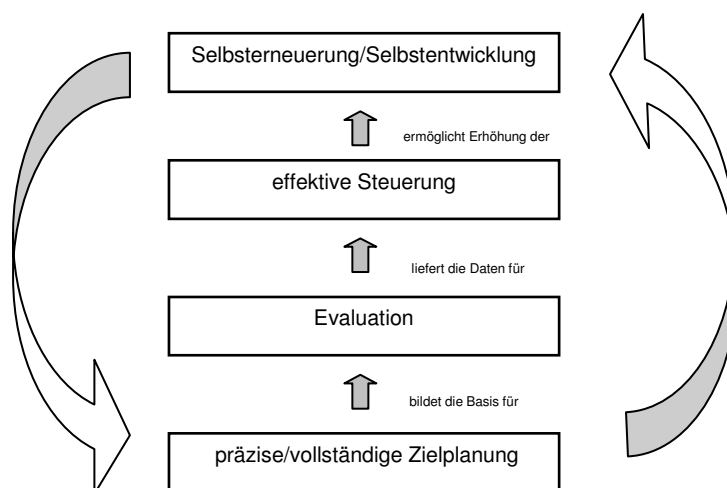 Selbsterneuerung/Selbstentwicklung
ermöglicht Erhöhung der
effektive Steuerung
liefert die Daten für
Evaluation
bildet die Basis für
präzise/vollständige Zielplanung